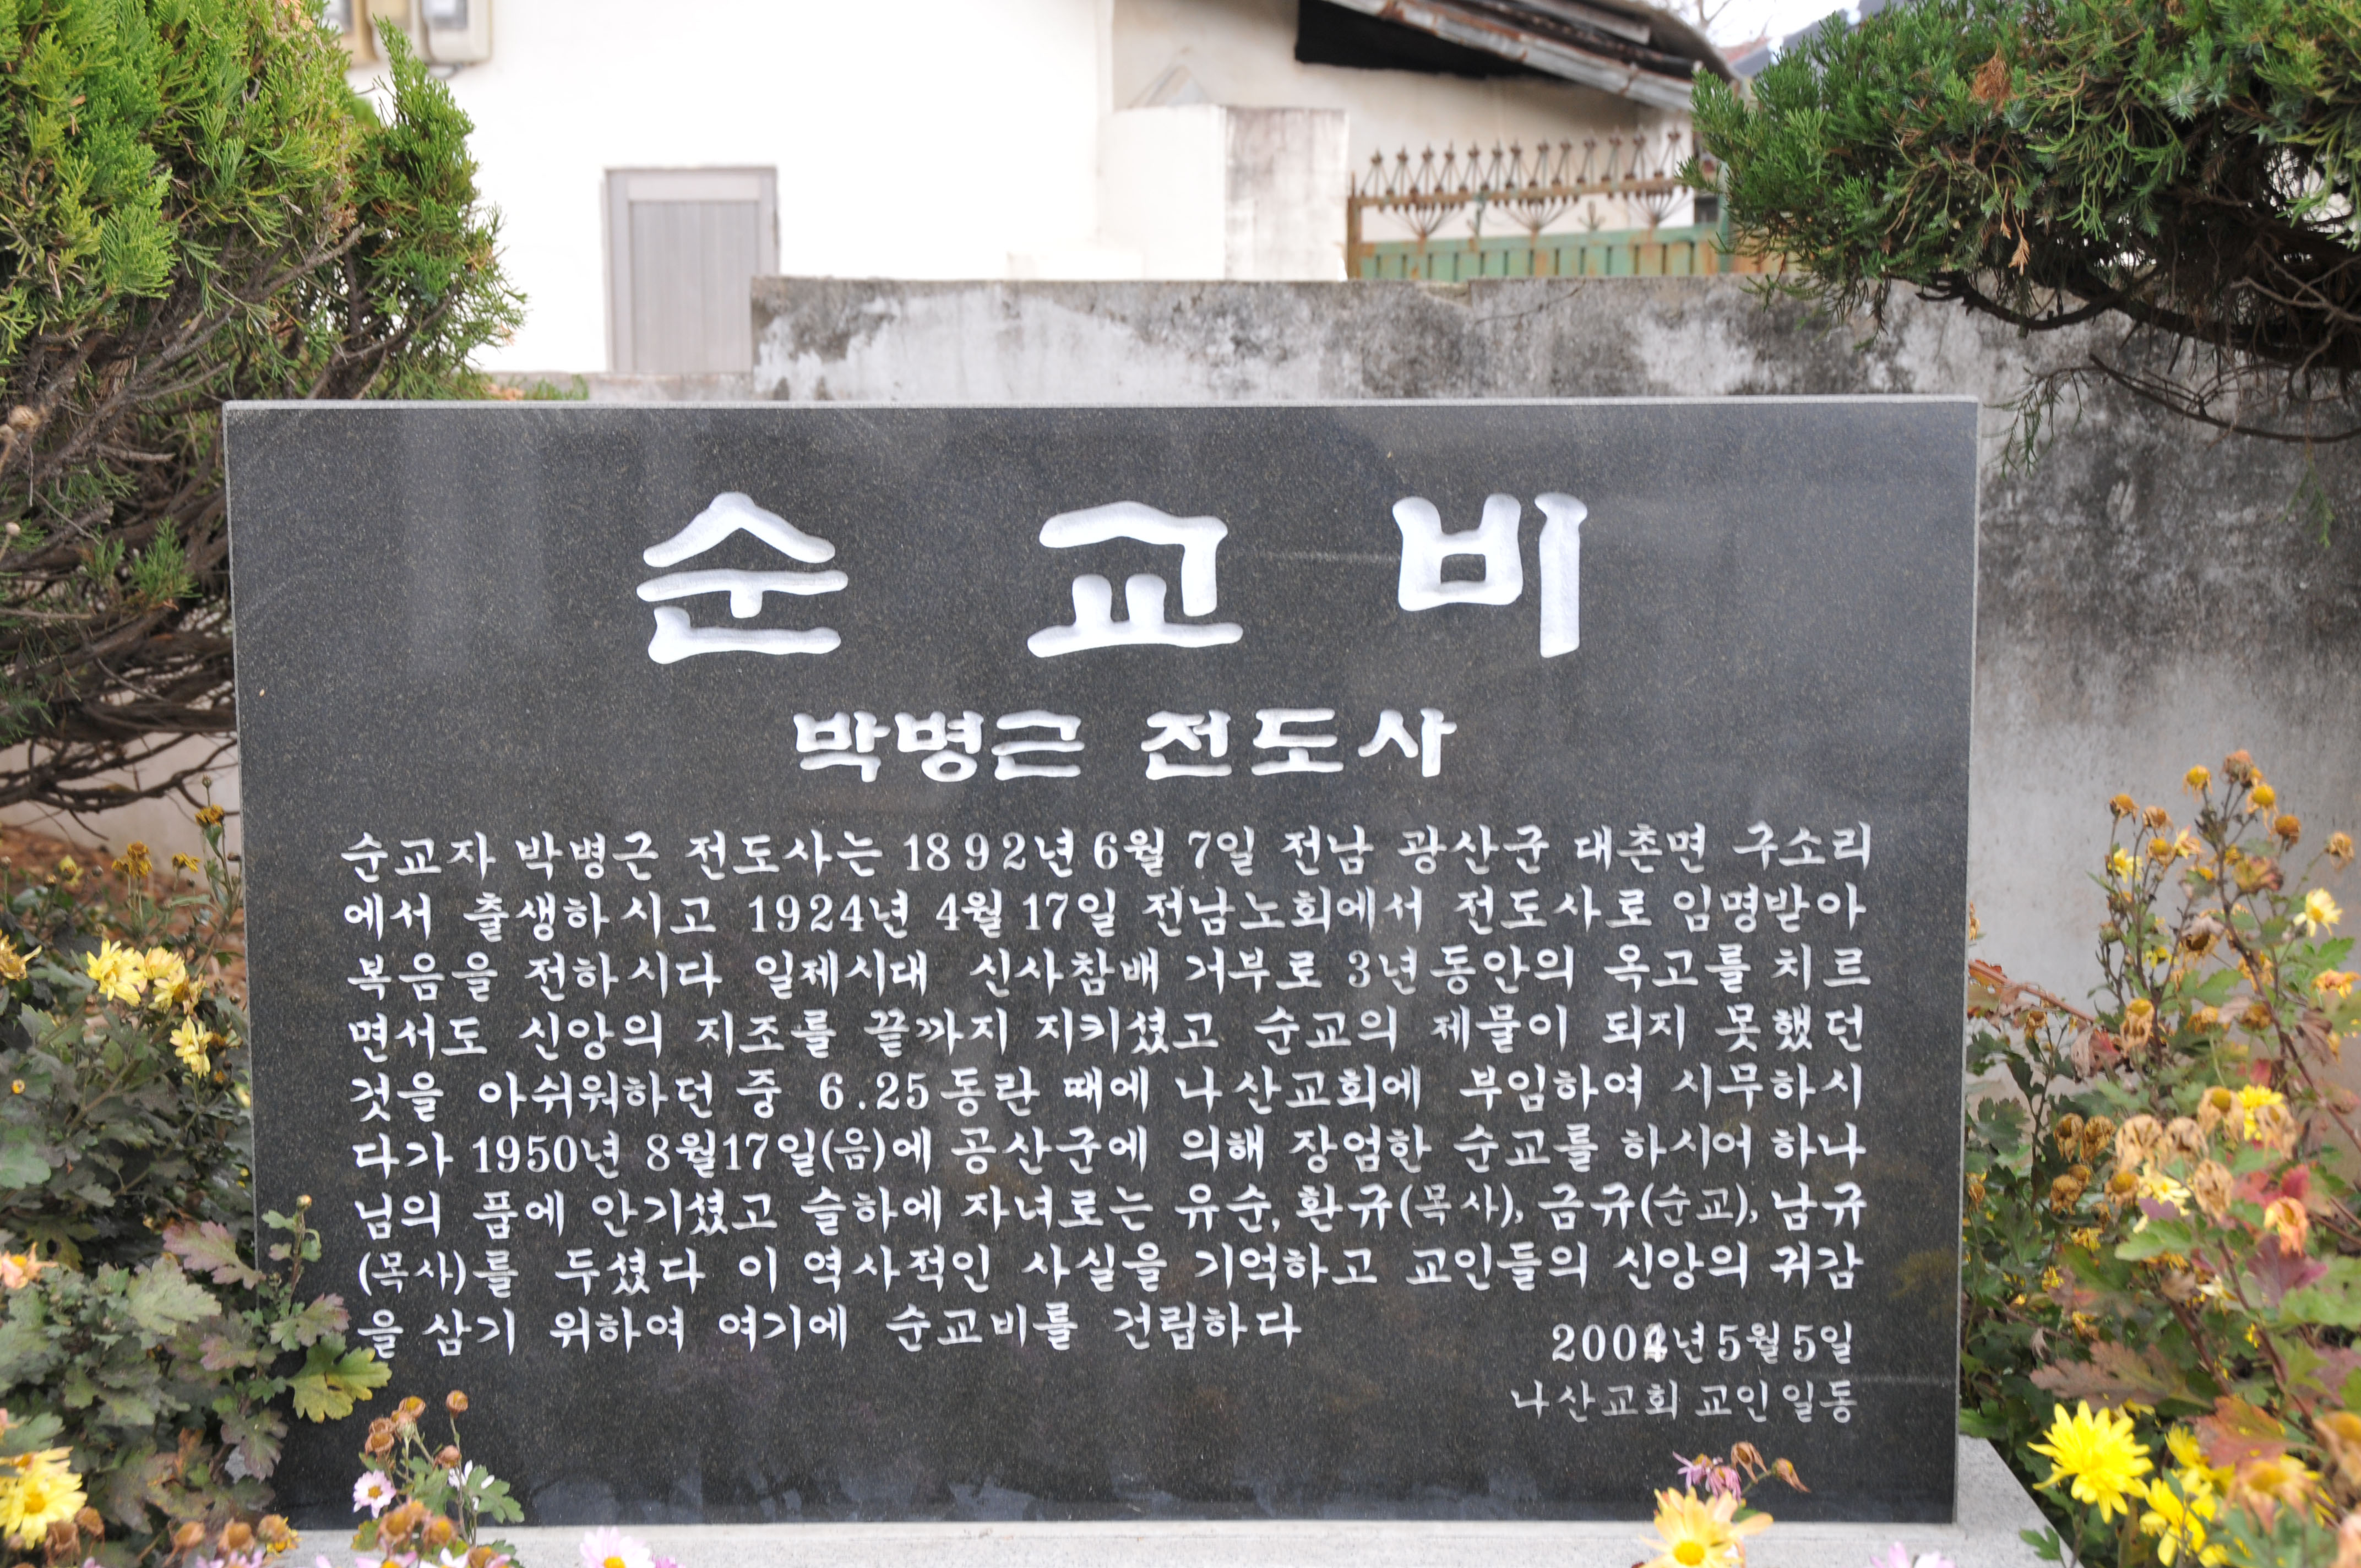 순교비
박병근 전도사
순교자 박병근 전도사는 1892년 6월 7일 전남 광산군 대촌면 구소리
에서 출생하시고 1924년 4월 17일 전남노회에서 전도사로 임명받아
복음을 전하시다 일제시대 신사참배 거부로 3년동안의 옥고를 치르
면서도 신앙의 지조를 끝까지 지키셨고 순교의 제물이 되지 못했던
것을 아쉬워하던 중 6.25동란 때에 나산교회에 부임하여 시무하시
다가 1950년 8월17일(음)에 공산군에 의해 장엄한 순교를 하시어 하나
님의 품에 안기셨고 슬하에 자녀로는 유순, 환규(목사), 금규(순교), 남규
(목사)를 두셨다 이 역사적인 사실을 기억하고 교인들의 신앙의 귀감
을 삼기 위하여 여기에 순교비를 건립하다
5월5일
나산교회 교인일동